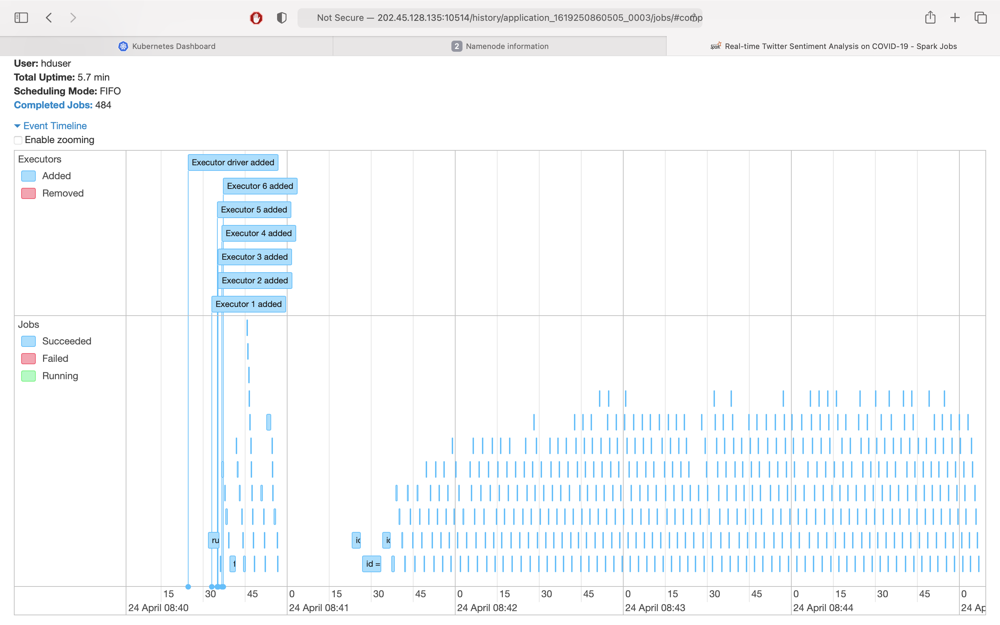 Not Secure — 202.45.128.135:10514/history/application_1619250860505_0003/jobs/#comp
Kubernetes Dashboard
2 Namenode information
Spark Real-time Twitter Sentiment Analysis on COVID-19 - Spark Jobs
User: hduser
Total Uptime: 5.7 min
Scheduling Mode: FIFO
Completed Jobs: 484
Event Timeline
Enable zooming
Executors
Added
Removed
Executor driver added
Executor 6 added
Executor 5 added
Executor 4 added
Executor 3 added
Executor 2 added
Executor 1 added
Jobs
Succeeded
Failed
Running
ru
id =
15 30 45 0 15 30 45 0 15 30 45 0 15 30 45 0 15 30 45 0
24 April 08:40 24 April 08:41 24 April 08:42 24 April 08:43 24 April 08:44 24 Ap